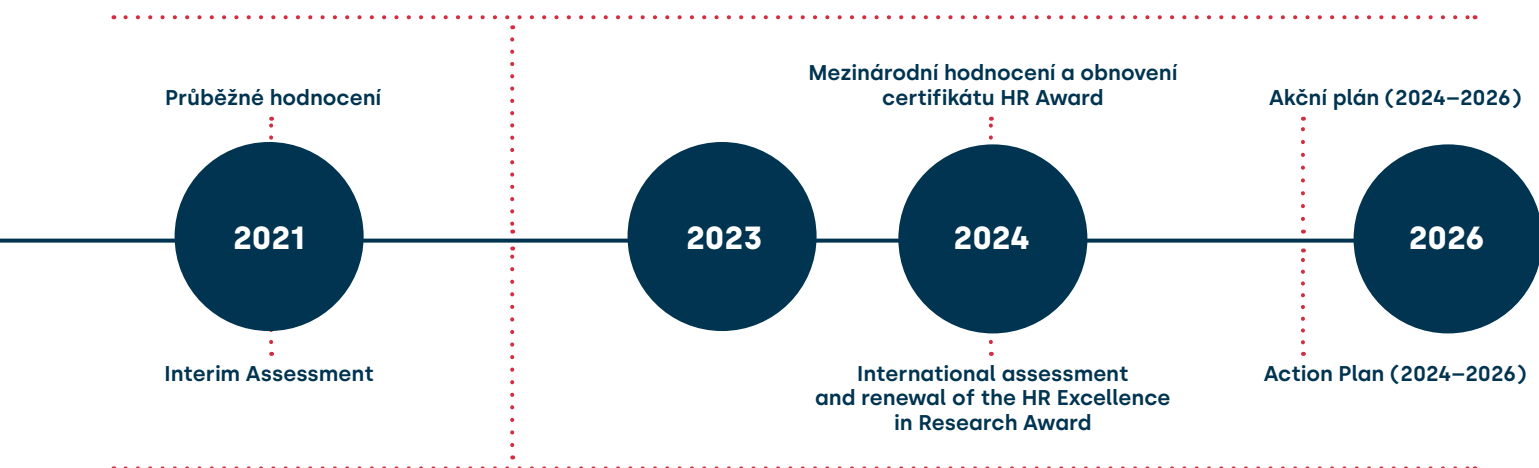 Mezinárodní hodnocení a obnovení
certifikátu HR Award
Průběžné hodnocení
Akční plán (2024–2026)
2021
2023
2024
2026
Interim Assessment
International assessment
and renewal of the HR Excellence
in Research Award
Action Plan (2024–2026)